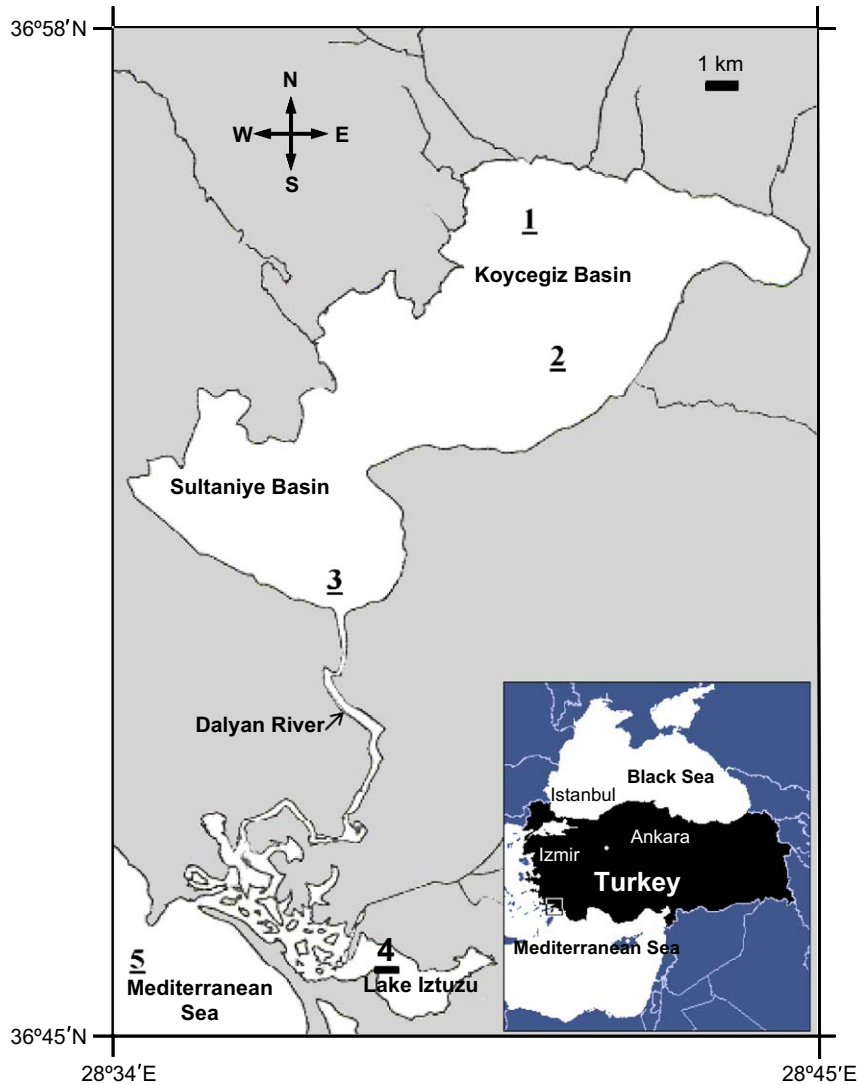 36°58′N
1 km
N
W E
S
1
Koycegiz Basin
2
Sultaniye Basin
3
Dalyan River
Black Sea
Istanbul
Ankara
Izmir
Turkey
Mediterranean Sea
4
5
Lake Iztuzu
Mediterranean
Sea
36°45′N
28°34′E
28°45′E